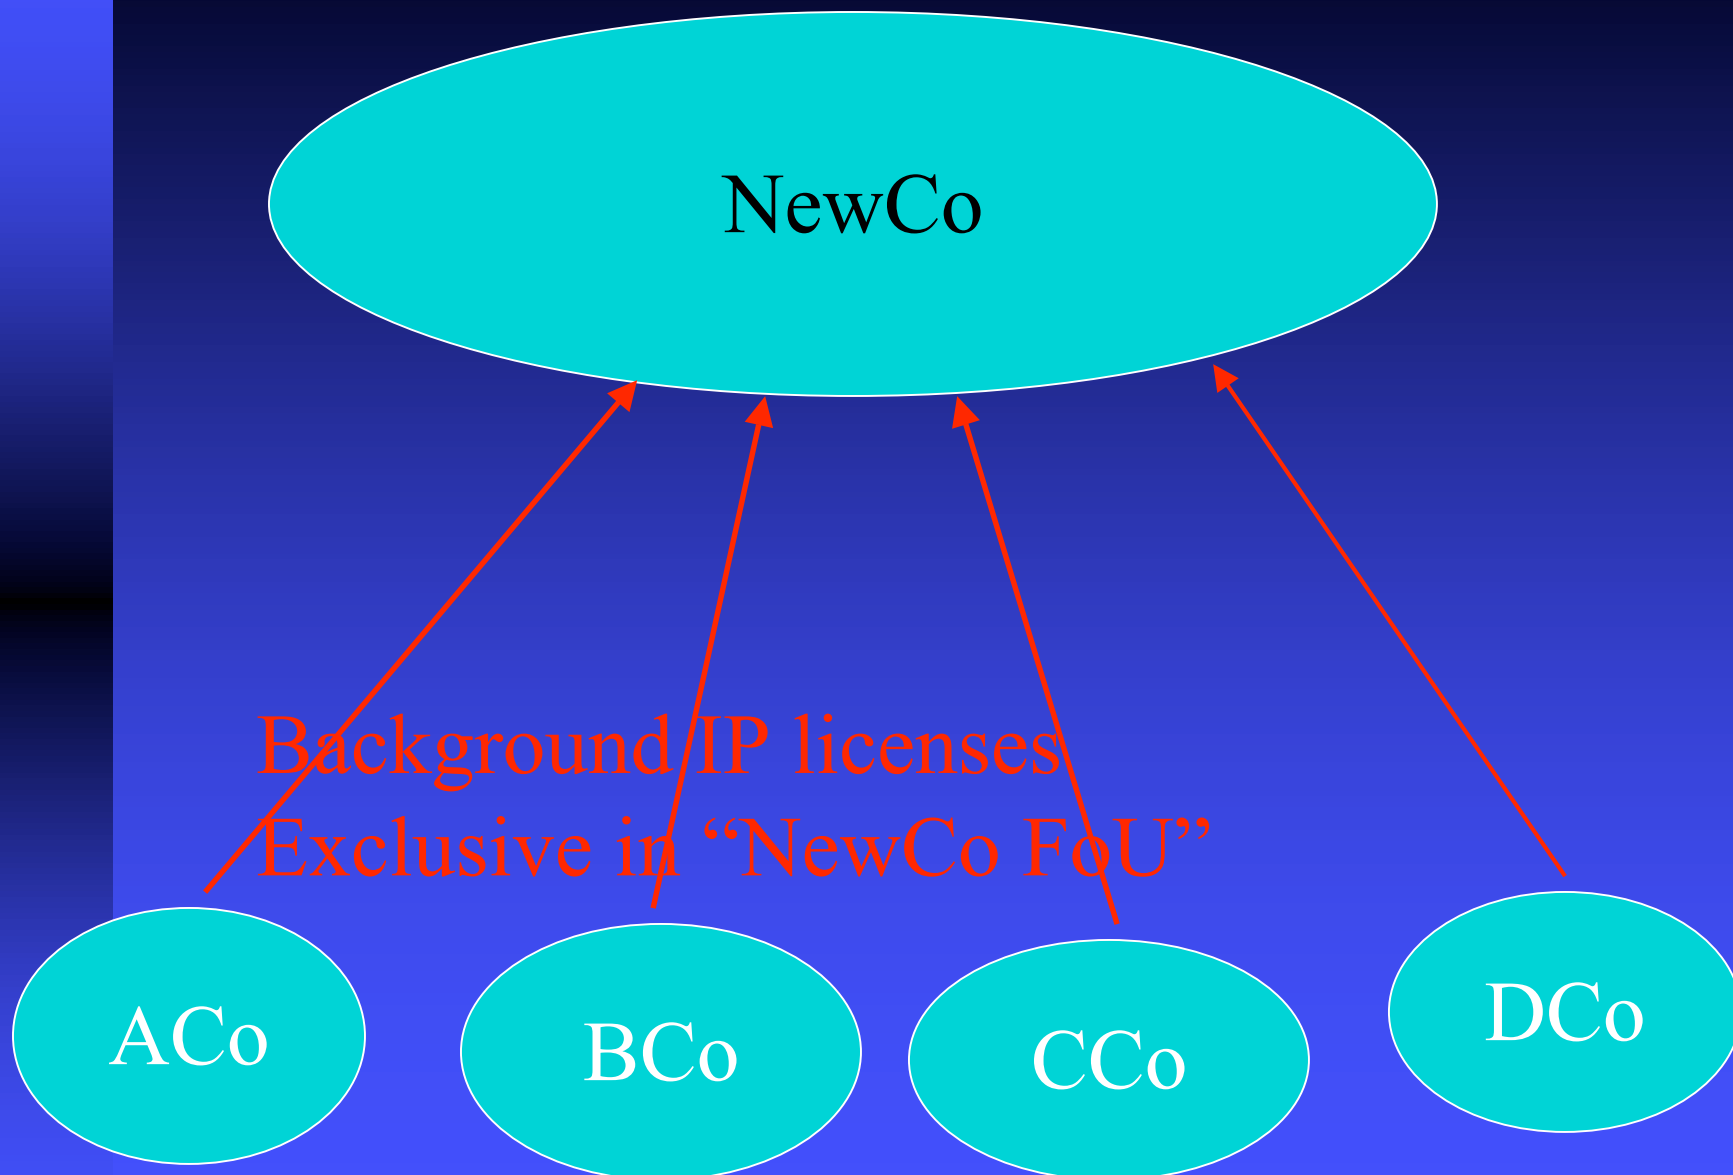 NewCo
Background IP licenses
Exclusive in “NewCo FoU”
ACo
BCo
CCo
DCo